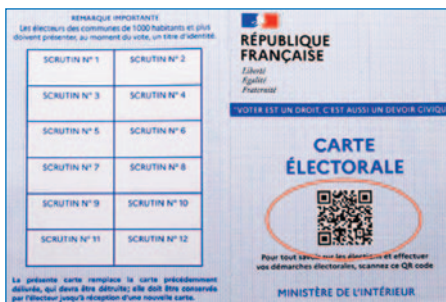 REMARQUE IMPORTANTE
Les électeurs des communes de 1000 habitants et plus
doivent présenter, au moment du vote, un titre d'identité.
SCRUTIN N° 1 SCRUTIN N° 2
SCRUTIN N° 3 SCRUTIN N° 4
SCRUTIN N° 5 SCRUTIN N° 6
SCRUTIN N° 7 SCRUTIN N° 8
SCRUTIN N° 9 SCRUTIN N° 10
SCRUTIN N° 11 SCRUTIN N° 12
La présente carte remplace la carte précédemment
délivrée, qui devra être détruite; elle doit être conservée
par l'électeur jusqu'à réception d'une nouvelle carte.
RÉPUBLIQUE
FRANÇAISE
Liberté
Égalité
Fraternité
"VOTER EST UN DROIT, C'EST AUSSI UN DEVOIR CIVIQU
CARTE
ÉLECTORALE
Pour tout savoir sur les élections et effectuer
vos démarches électorales, scannez ce QR code
MINISTÈRE DE L'INTÉRIEUR